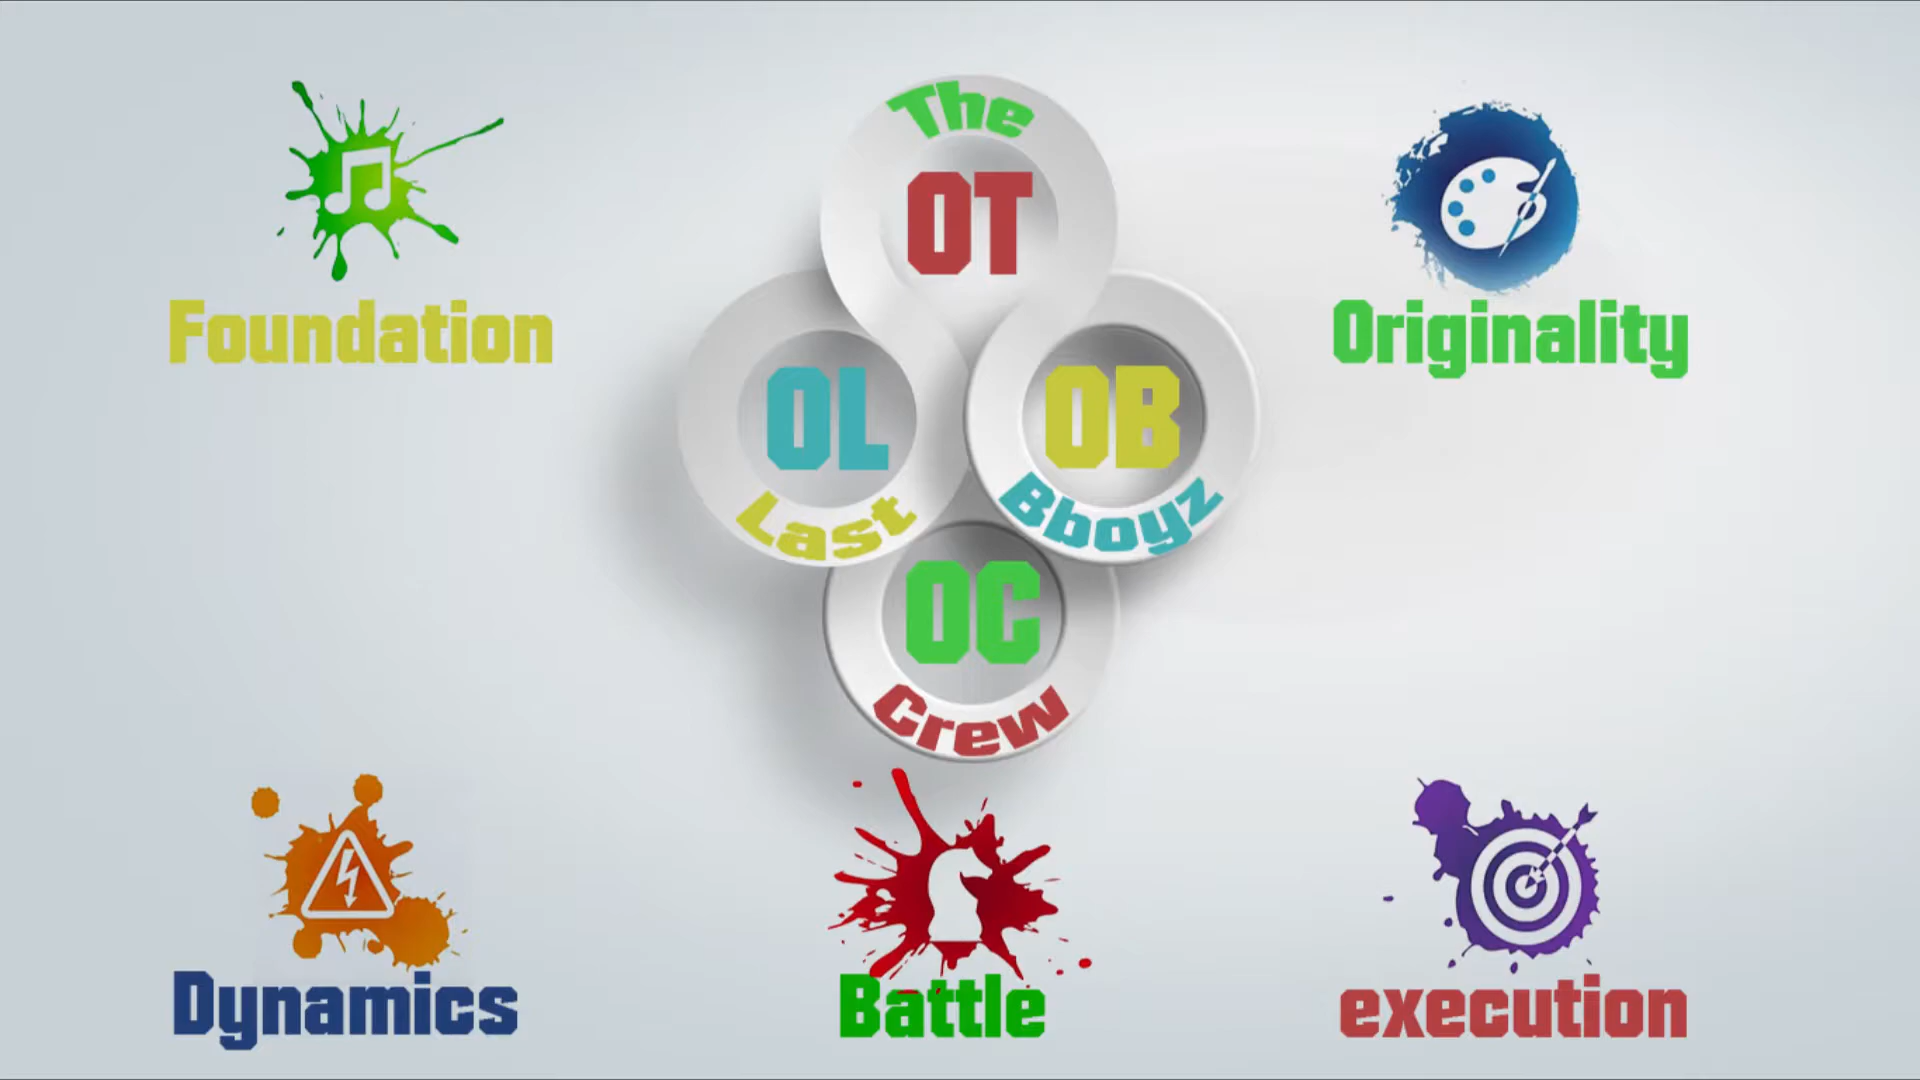 The
OT
Foundation
Originality
OL
OB
Last
Bboyz
OC
Crew
Dynamics
Battle
execution